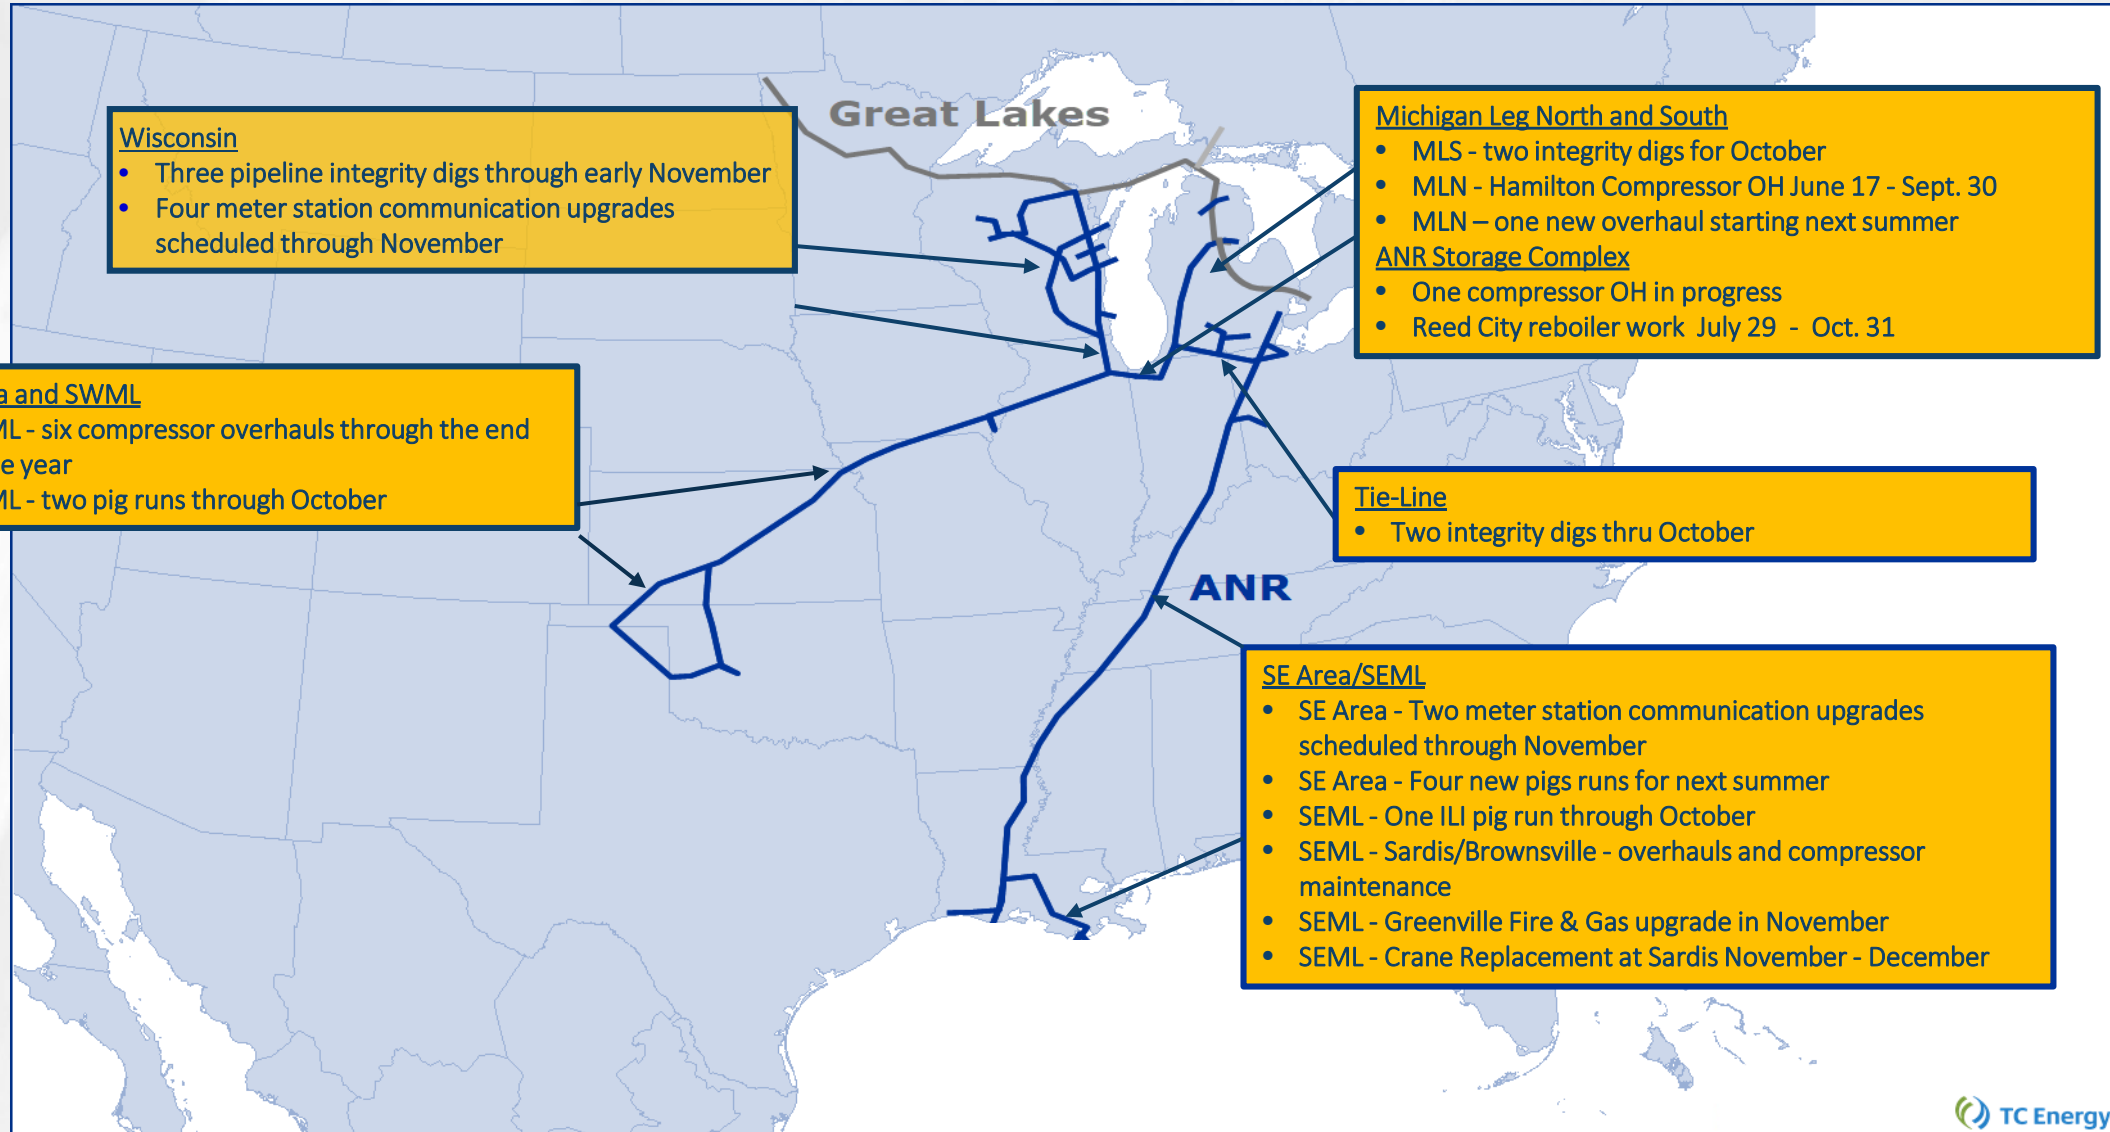 Great Lakes
Wisconsin
• Three pipeline integrity digs through early November
• Four meter station communication upgrades
scheduled through November
Michigan Leg North and South
• MLS - two integrity digs for October
• MLN - Hamilton Compressor OH June 17 - Sept. 30
• MLN – one new overhaul starting next summer
ANR Storage Complex
• One compressor OH in progress
• Reed City reboiler work July 29 - Oct. 31
and SWML
- six compressor overhauls through the end
year
- two pig runs through October
Tie-Line
• Two integrity digs thru October
ANR
SE Area/SEML
• SE Area - Two meter station communication upgrades
scheduled through November
• SE Area - Four new pigs runs for next summer
• SEML - One ILI pig run through October
• SEML - Sardis/Brownsville - overhauls and compressor
maintenance
• SEML - Greenville Fire & Gas upgrade in November
• SEML - Crane Replacement at Sardis November - December
TC Energy